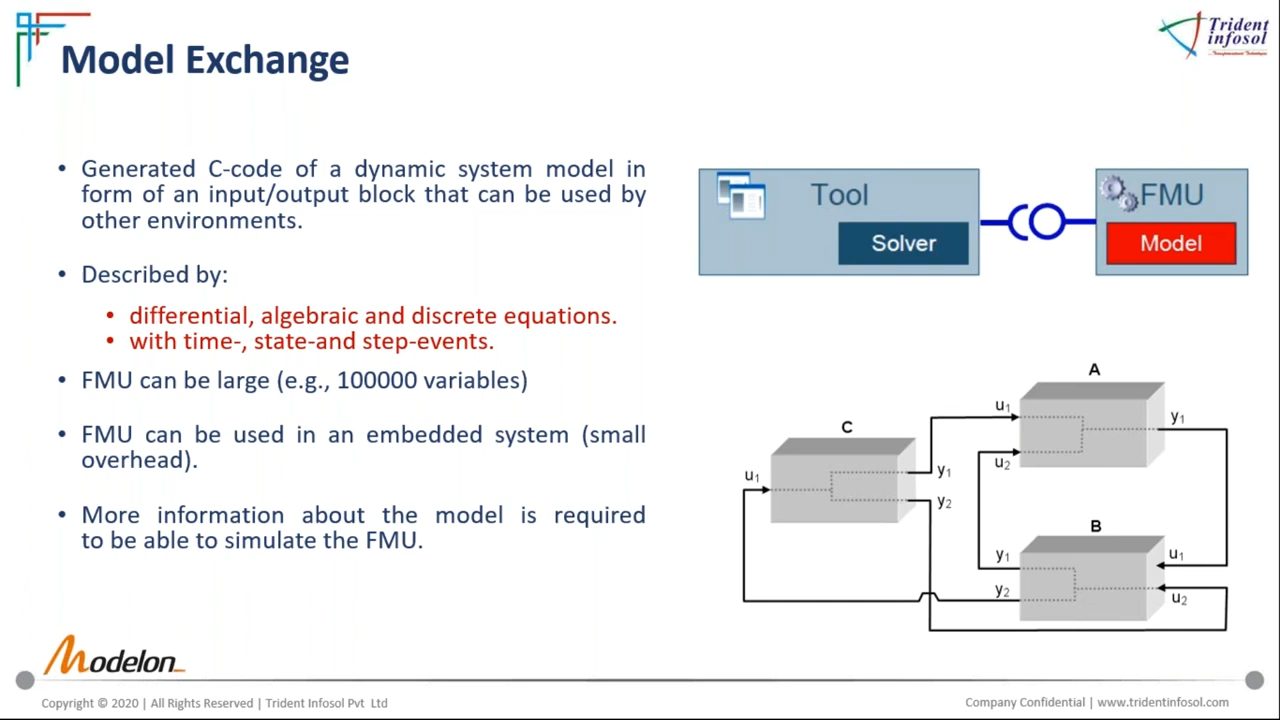 Model Exchange
Trident
infosol
• Generated C-code of a dynamic system model in
form of an input/output block that can be used by
other environments.
• Described by:
• differential, algebraic and discrete equations.
• with time-, state-and step-events.
• FMU can be large (e.g., 100000 variables)
• FMU can be used in an embedded system (small
overhead).
• More information about the model is required
to be able to simulate the FMU.
Tool
Solver
FMU
Model
A
u₁
u₂
y₁
C
u₁
y₁
y₂
B
y₁
y₂
u₁
u₂
Modelon
Copyright © 2020 | All Rights Reserved | Trident Infosol Pvt Ltd
Company Confidential | www.tridentinfosol.com